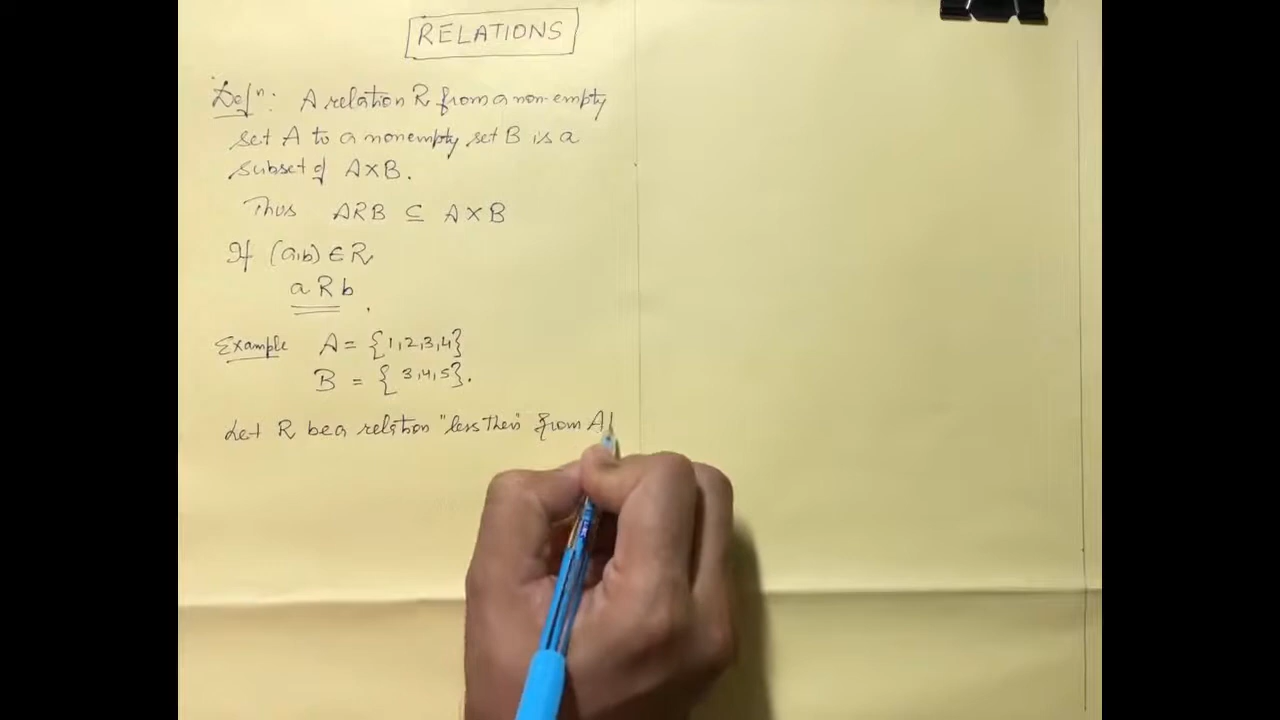 RELATIONS
Defⁿ: A relation R from a non-empty
set A to a nonempty set B is a
subset of A×B.
Thus ARB ⊆ A×B
If (a,b) ∈ R
a R b.
Example A = {1,2,3,4}
B = {3,4,5}.
Let R be a relation "less then" from A